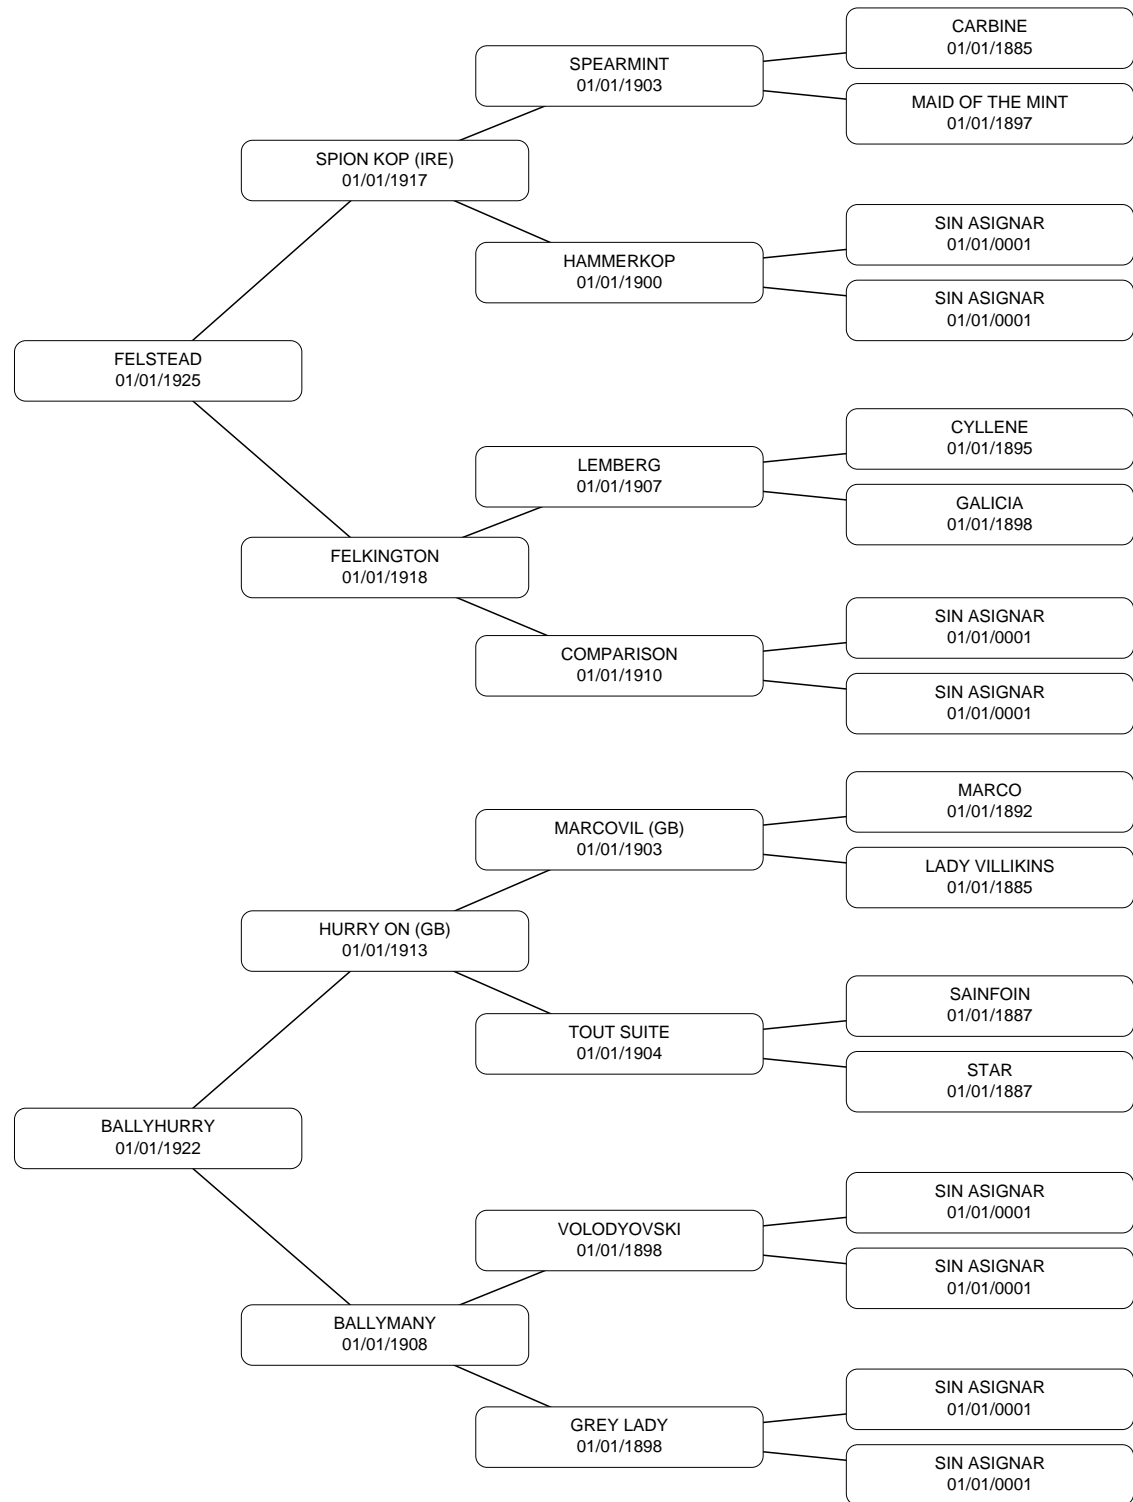 CARBINE
01/01/1885
SPEARMINT
01/01/1903
MAID OF THE MINT
01/01/1897
SPION KOP (IRE)
01/01/1917
SIN ASIGNAR
01/01/0001
HAMMERKOP
01/01/1900
SIN ASIGNAR
01/01/0001
FELSTEAD
01/01/1925
CYLLENE
01/01/1895
LEMBERG
01/01/1907
GALICIA
01/01/1898
FELKINGTON
01/01/1918
SIN ASIGNAR
01/01/0001
COMPARISON
01/01/1910
SIN ASIGNAR
01/01/0001
MARCO
01/01/1892
MARCOVIL (GB)
01/01/1903
LADY VILLIKINS
01/01/1885
HURRY ON (GB)
01/01/1913
SAINFOIN
01/01/1887
TOUT SUITE
01/01/1904
STAR
01/01/1887
BALLYHURRY
01/01/1922
SIN ASIGNAR
01/01/0001
VOLODYOVSKI
01/01/1898
SIN ASIGNAR
01/01/0001
BALLYMANY
01/01/1908
SIN ASIGNAR
01/01/0001
GREY LADY
01/01/1898
SIN ASIGNAR
01/01/0001